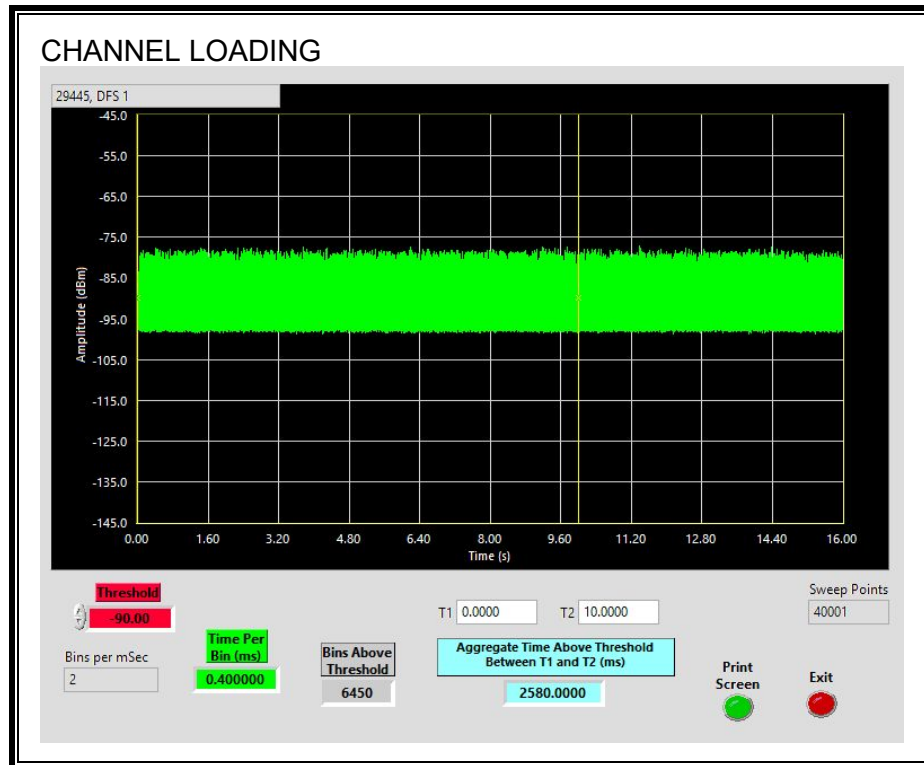 CHANNEL LOADING
29445, DFS 1
-45.0
-55.0
-65.0
-75.0
-85.0
-95.0
-105.0
-115.0
-125.0
-135.0
-145.0
Amplitude (dBm)
0.00 1.60 3.20 4.80 6.40 8.00 9.60 11.20 12.80 14.40 16.00
Time (s)
Threshold
-90.00
Bins per mSec
2
Time Per
Bin (ms)
0.400000
Bins Above
Threshold
6450
T1 0.0000 T2 10.0000
Aggregate Time Above Threshold
Between T1 and T2 (ms)
2580.0000
Sweep Points
40001
Print
Screen
Exit